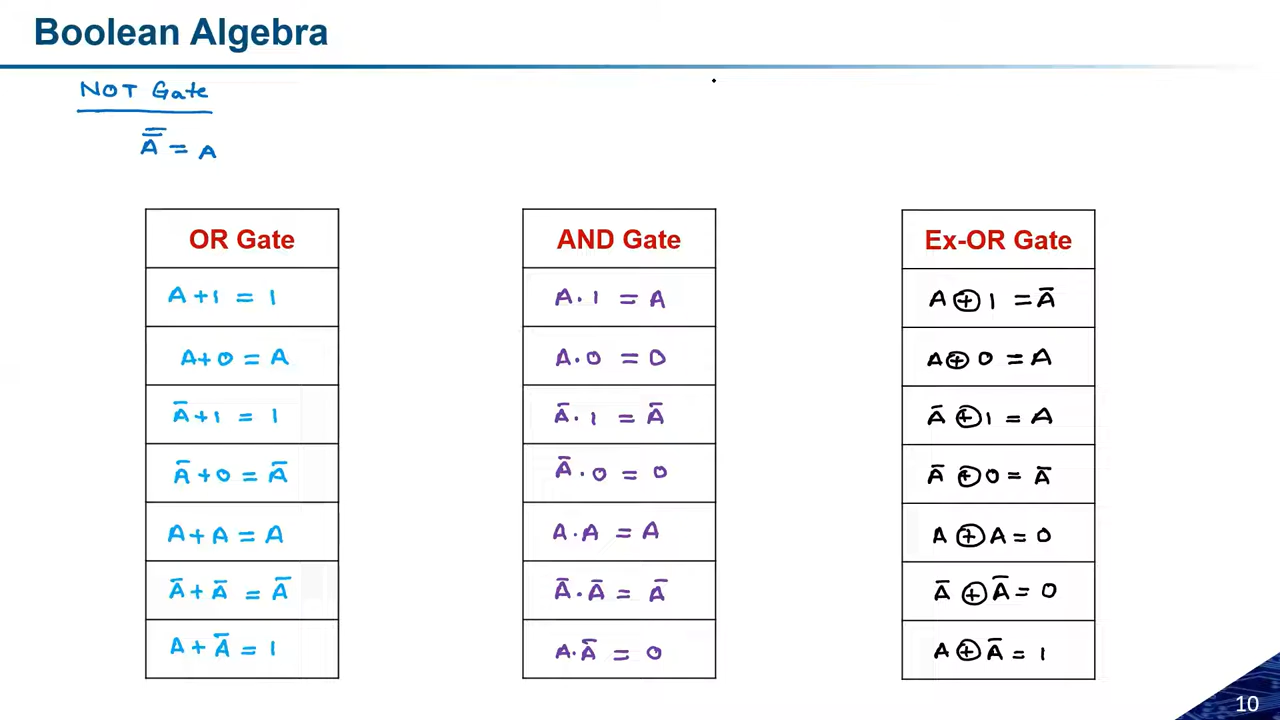 Boolean Algebra
NOT Gate
A̿ = A
OR Gate
A + 1 = 1
A + 0 = A
Ā + 1 = 1
Ā + 0 = Ā
A + A = A
Ā + Ā = Ā
A + Ā = 1
AND Gate
A · 1 = A
A · 0 = 0
Ā · 1 = Ā
Ā · 0 = 0
A · A = A
Ā · Ā = Ā
A · Ā = 0
Ex-OR Gate
A ⊕ 1 = Ā
A ⊕ 0 = A
Ā ⊕ 1 = A
Ā ⊕ 0 = Ā
A ⊕ A = 0
Ā ⊕ Ā = 0
A ⊕ Ā = 1
10